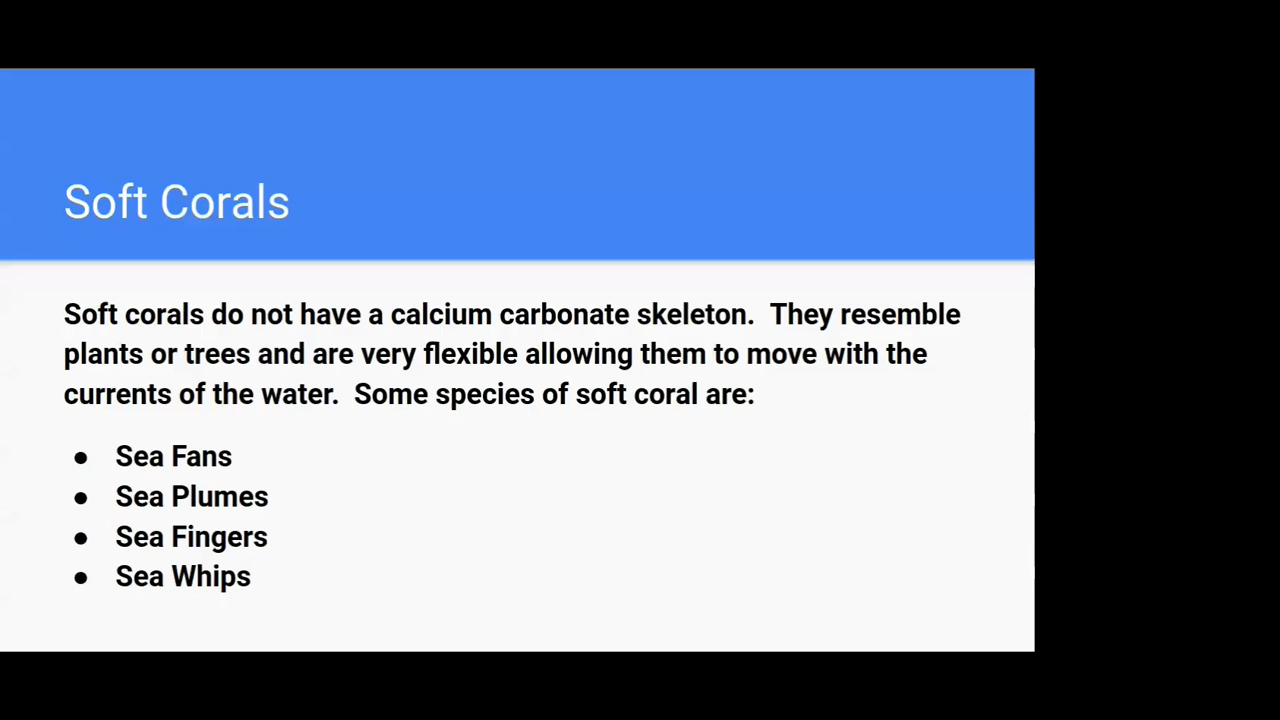 Soft Corals
Soft corals do not have a calcium carbonate skeleton.  They resemble
plants or trees and are very flexible allowing them to move with the
currents of the water.  Some species of soft coral are:
● Sea Fans
● Sea Plumes
● Sea Fingers
● Sea Whips